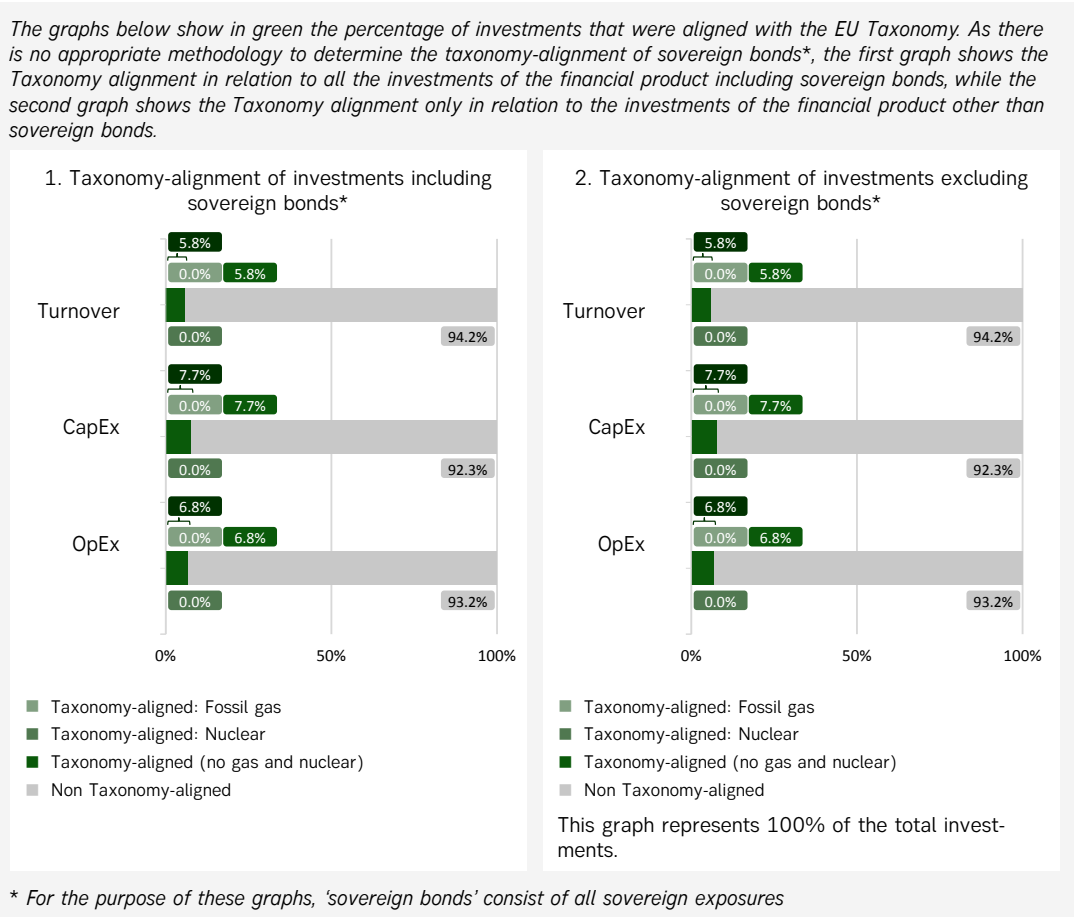 The graphs below show in green the percentage of investments that were aligned with the EU Taxonomy. As there
is no appropriate methodology to determine the taxonomy-alignment of sovereign bonds*, the first graph shows the
Taxonomy alignment in relation to all the investments of the financial product including sovereign bonds, while the
second graph shows the Taxonomy alignment only in relation to the investments of the financial product other than
sovereign bonds.
1. Taxonomy-alignment of investments including
sovereign bonds*
5.8%
0.0% 5.8%
Turnover
0.0% 94.2%
7.7%
0.0% 7.7%
CapEx
0.0% 92.3%
6.8%
0.0% 6.8%
OpEx
0.0% 93.2%
0% 50% 100%
Taxonomy-aligned: Fossil gas
Taxonomy-aligned: Nuclear
Taxonomy-aligned (no gas and nuclear)
Non Taxonomy-aligned
2. Taxonomy-alignment of investments excluding
sovereign bonds*
5.8%
0.0% 5.8%
Turnover
0.0% 94.2%
7.7%
0.0% 7.7%
CapEx
0.0% 92.3%
6.8%
0.0% 6.8%
OpEx
0.0% 93.2%
0% 50% 100%
Taxonomy-aligned: Fossil gas
Taxonomy-aligned: Nuclear
Taxonomy-aligned (no gas and nuclear)
Non Taxonomy-aligned
This graph represents 100% of the total invest-
ments.
* For the purpose of these graphs, ‘sovereign bonds’ consist of all sovereign exposures